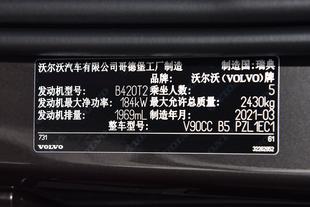 沃尔沃汽车有限公司哥德堡工厂制造 制造国：瑞典
品牌：沃尔沃(VOLVO)牌
发动机型号：B420T2 乘坐人数：5
发动机最大净功率：184kW 最大允许总质量：2430kg
发动机排量：1969mL 制造年月：2021-03
整车型号：V90CC B5 PZL1EC1
731 61
VOLVO 32262652